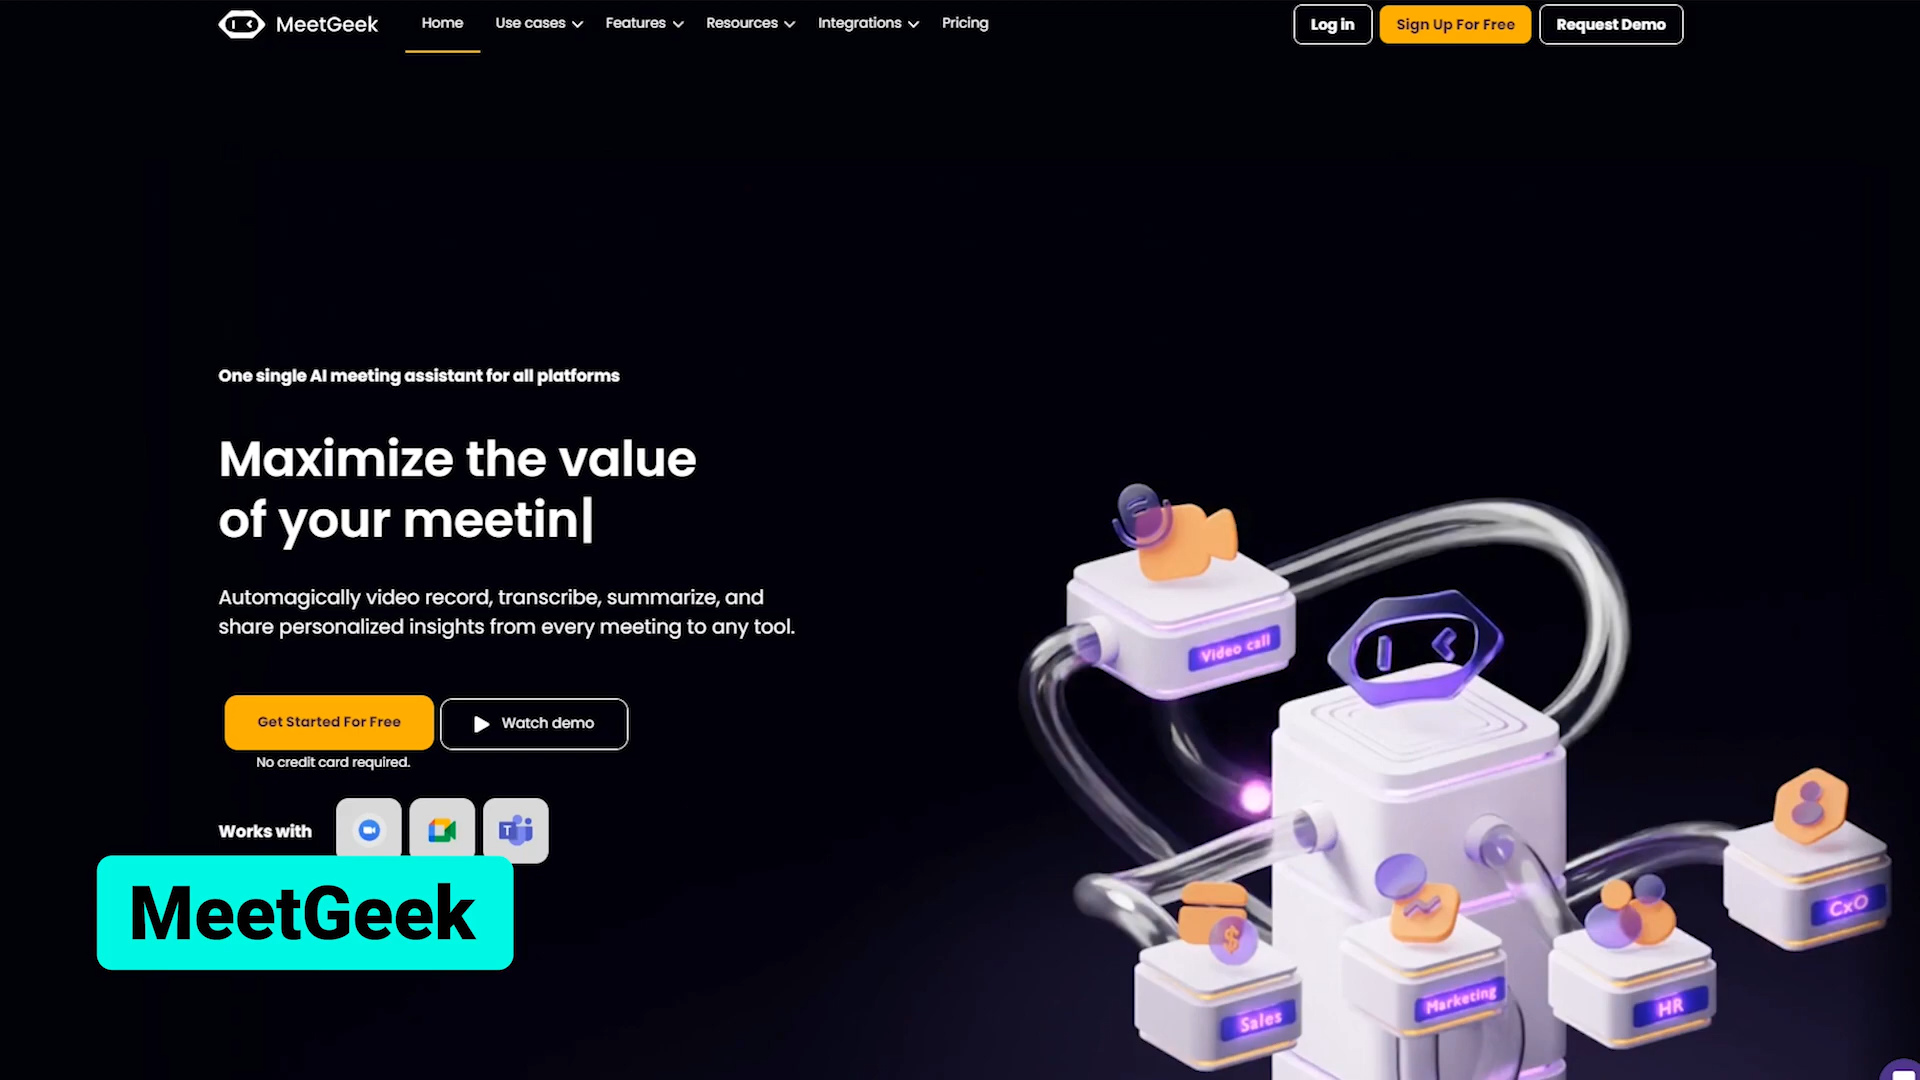 MeetGeek
Home
Use cases
Features
Resources
Integrations
Pricing
Log in
Sign Up For Free
Request Demo
One single AI meeting assistant for all platforms
Maximize the value
of your meetin|
Automagically video record, transcribe, summarize, and
share personalized insights from every meeting to any tool.
Get Started For Free
Watch demo
No credit card required.
Works with
T
MeetGeek
Video call
$
Sales
Marketing
HR
CxO